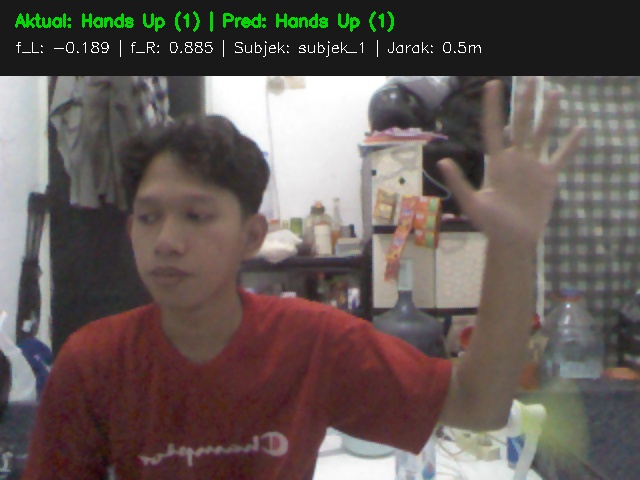 Aktual: Hands Up (1) | Pred: Hands Up (1)
f_L: -0.189 | f_R: 0.885 | Subjek: subjek_1 | Jarak: 0.5m
Champion